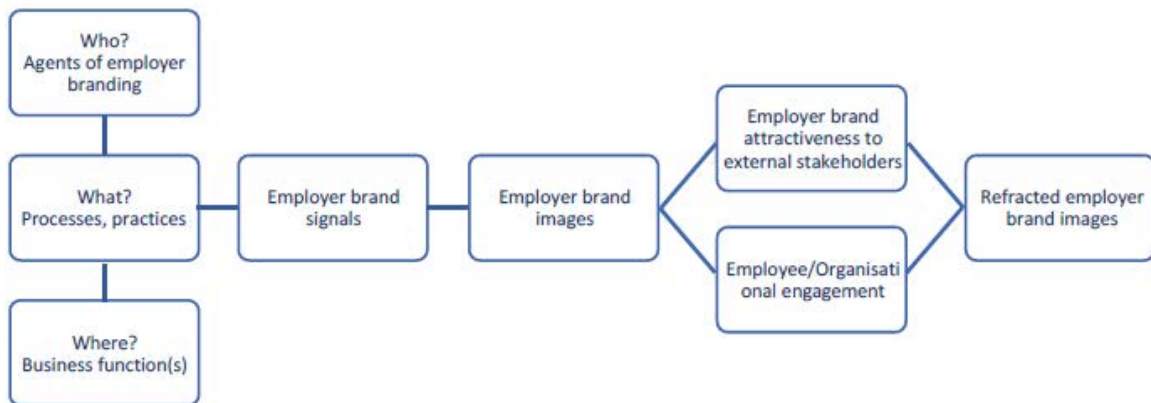 Who?
Agents of employer
branding
What?
Processes, practices
Where?
Business function(s)
Employer brand
signals
Employer brand
images
Employer brand
attractiveness to
external stakeholders
Employee/Organisati
onal engagement
Refracted employer
brand images